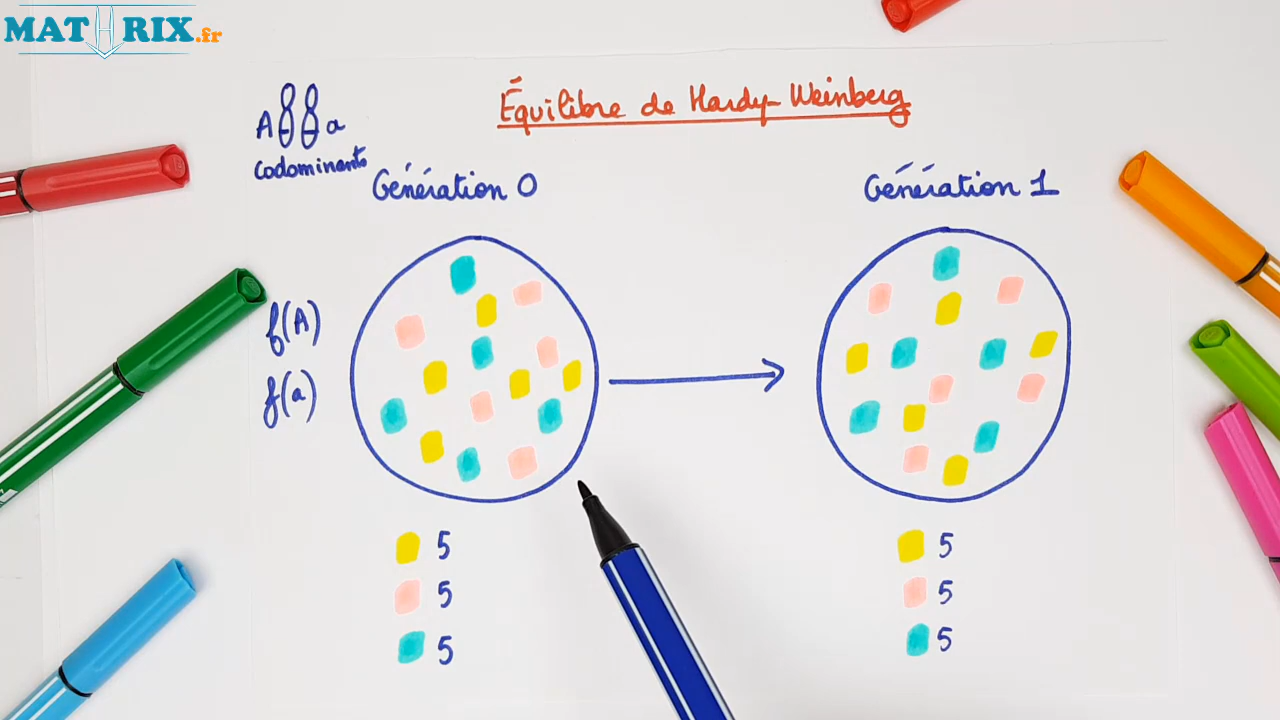 MATHRIX.fr
Équilibre de Hardy-Weinberg
A a
Codominants
Génération 0
Génération 1
f(A)
f(a)
5
5
5
5
5
5